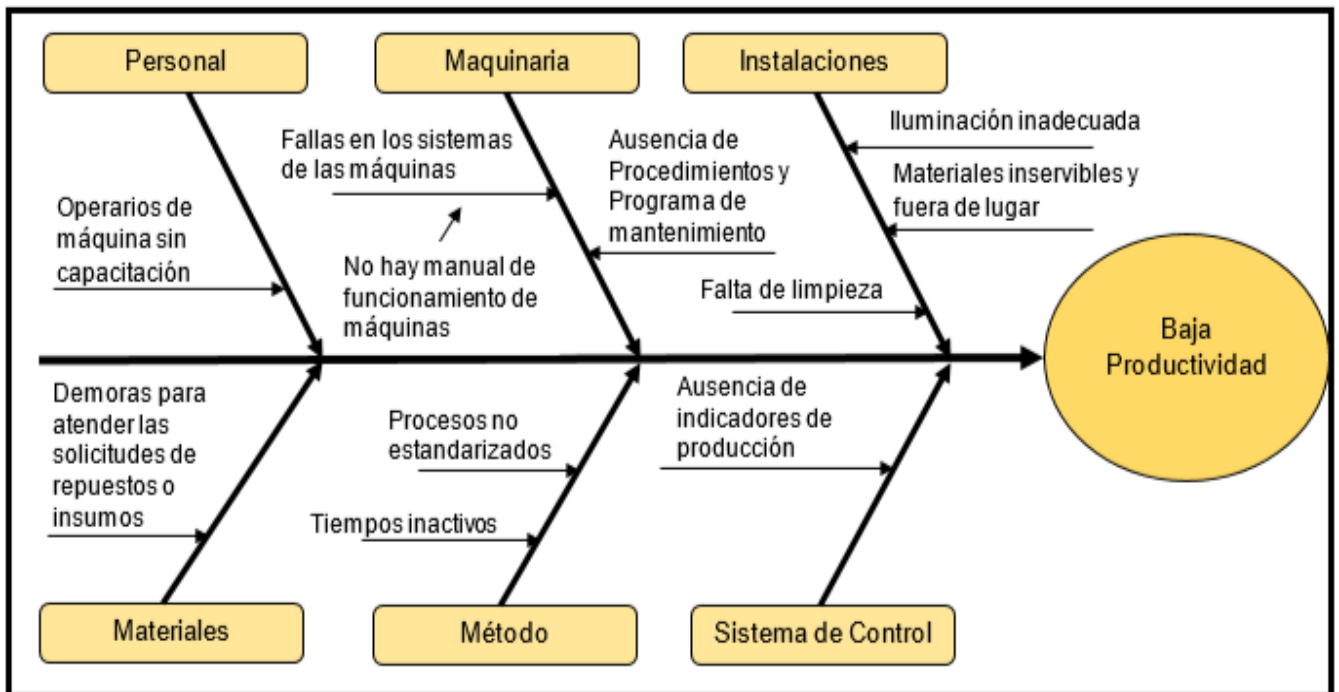 Personal
Maquinaria
Instalaciones
Operarios de
máquina sin
capacitación
Fallas en los sistemas
de las máquinas
No hay manual de
funcionamiento de
máquinas
Ausencia de
Procedimientos y
Programa de
mantenimiento
Iluminación inadecuada
Materiales inservibles y
fuera de lugar
Falta de limpieza
Baja
Productividad
Demoras para
atender las
solicitudes de
repuestos o
insumos
Procesos no
estandarizados
Tiempos inactivos
Ausencia de
indicadores de
producción
Materiales
Método
Sistema de Control